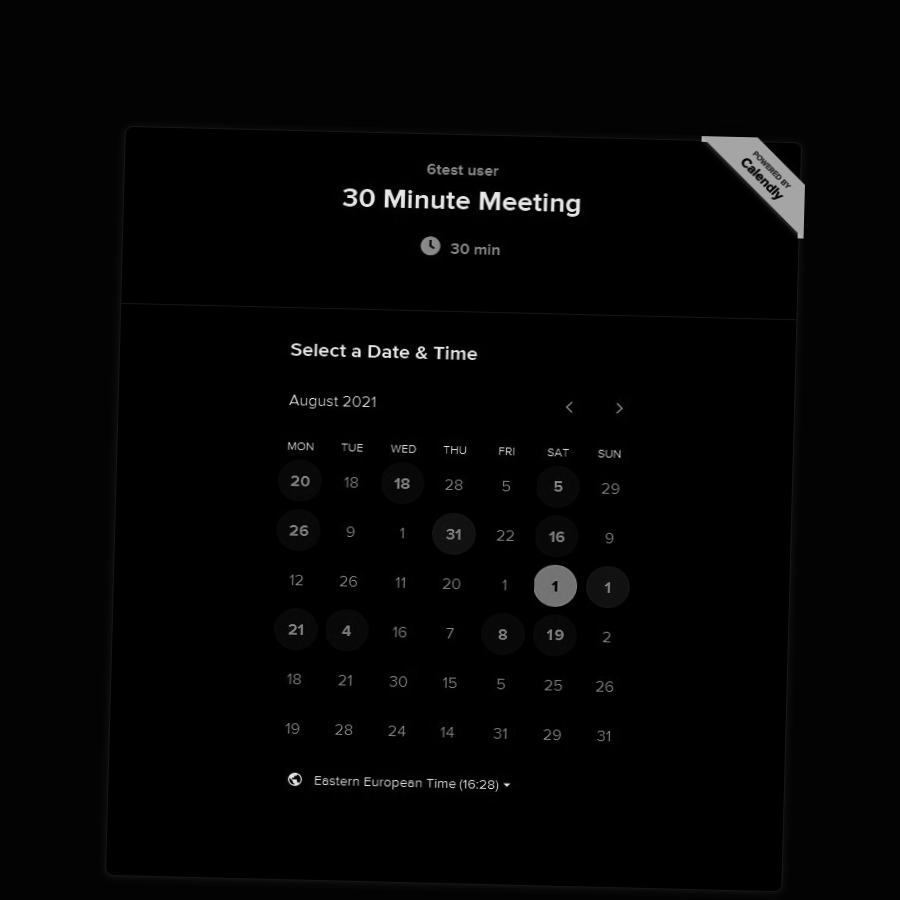 POWERED BY
Calendly
6test user
30 Minute Meeting
30 min
Select a Date & Time
August 2021
MON TUE WED THU FRI SAT SUN
20 18 18 28 5 5 29
26 9 1 31 22 16 9
12 26 11 20 1 1 1
21 4 16 7 8 19 2
18 21 30 15 5 25 26
19 28 24 14 31 29 31
Eastern European Time (16:28)